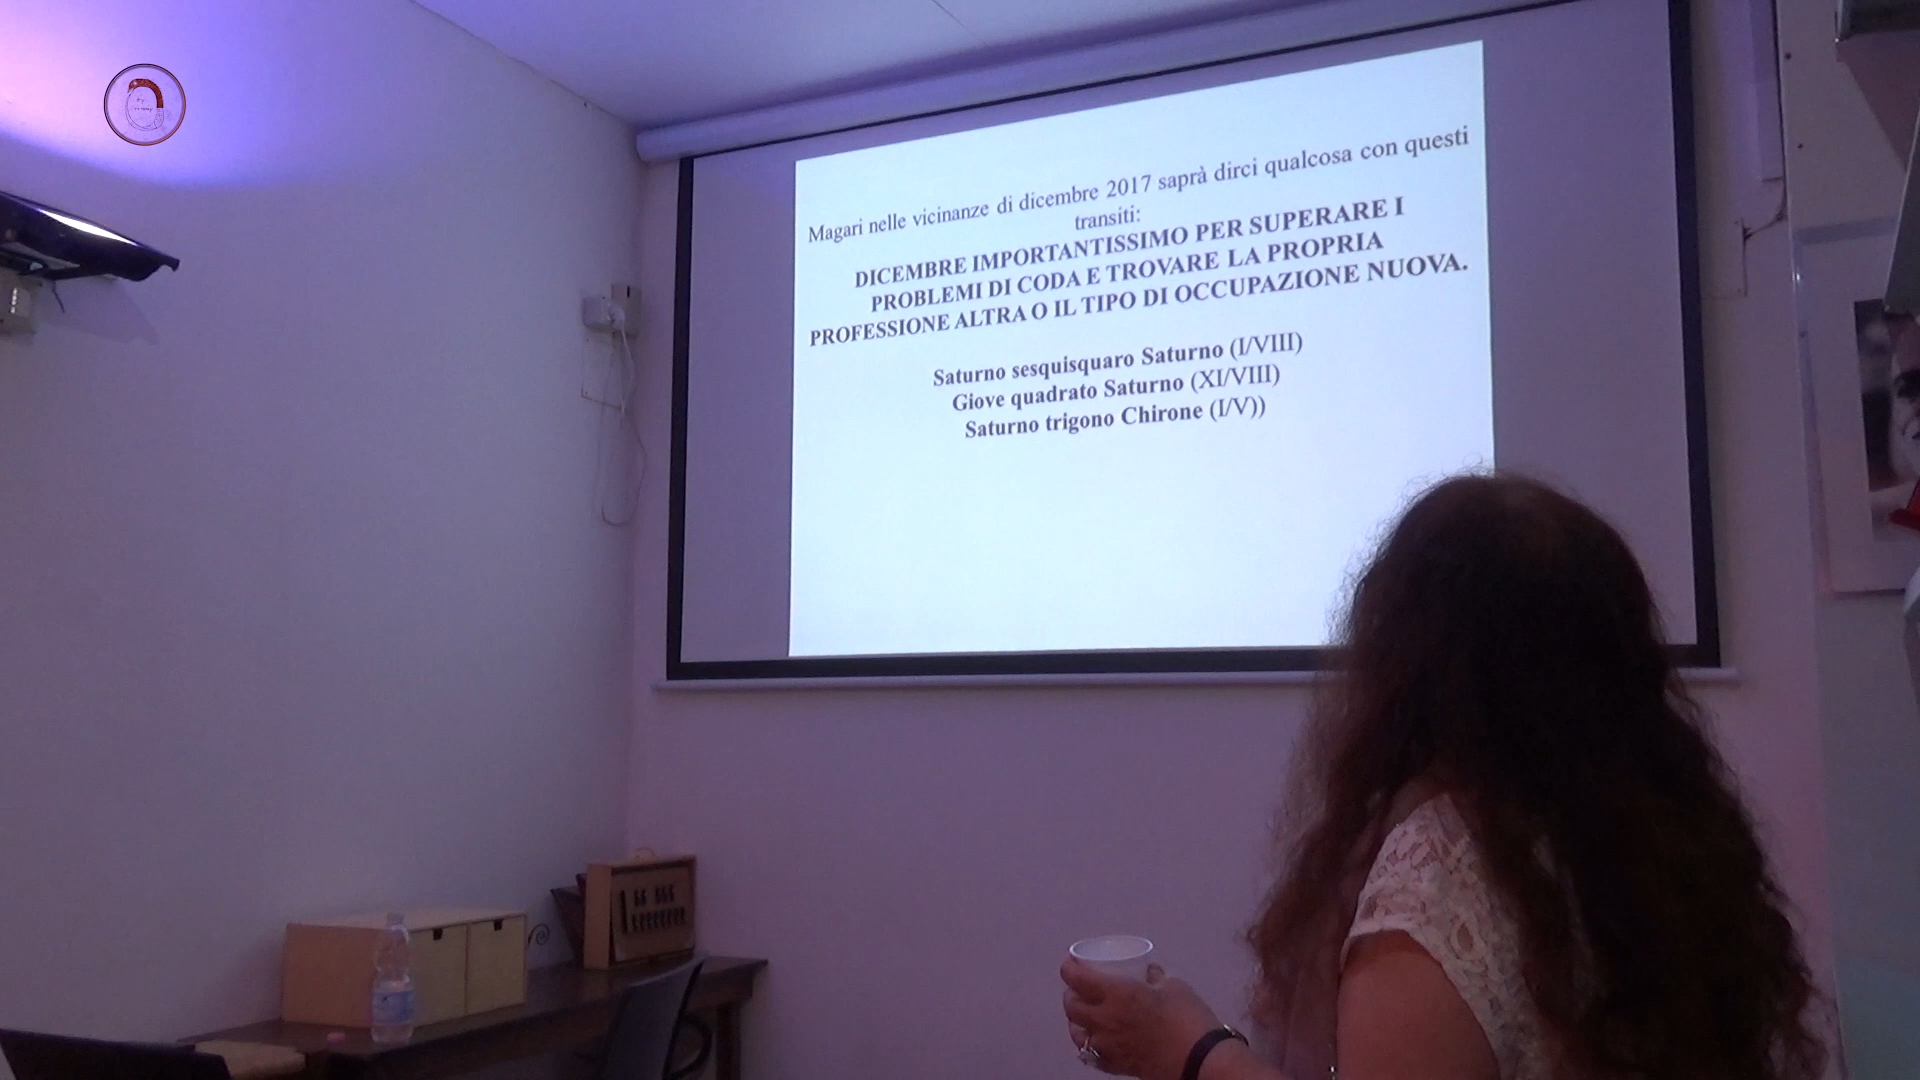 Magari nelle vicinanze di dicembre 2017 saprà dirci qualcosa con questi
transiti:
DICEMBRE IMPORTANTISSIMO PER SUPERARE I
PROBLEMI DI CODA E TROVARE LA PROPRIA
PROFESSIONE ALTRA O IL TIPO DI OCCUPAZIONE NUOVA.
Saturno sesquisquaro Saturno (I/VIII)
Giove quadrato Saturno (XI/VIII)
Saturno trigono Chirone (I/V))